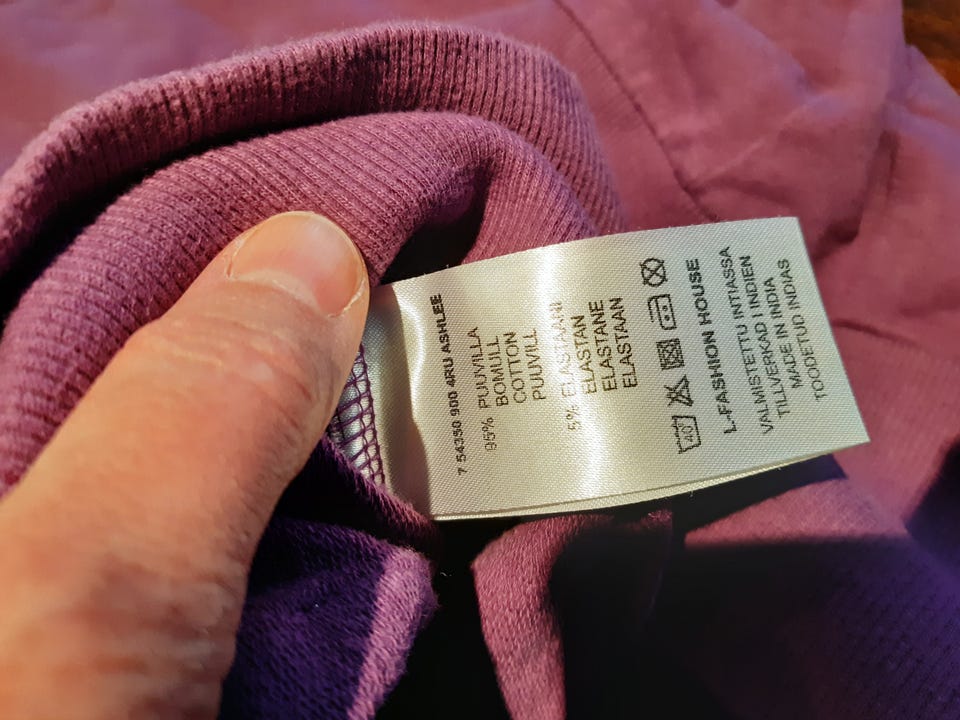 7 54350 900 4RU ASHLEE
95% PUUVILLA
BOMULL
COTTON
PUUVILL
5% ELASTAANI
ELASTAN
ELASTANE
ELASTAAN
40
L-FASHION HOUSE
VALMISTETTU INTIASSA
TILLVERKAD I INDIEN
MADE IN INDIA
TOODETUD INDIAS